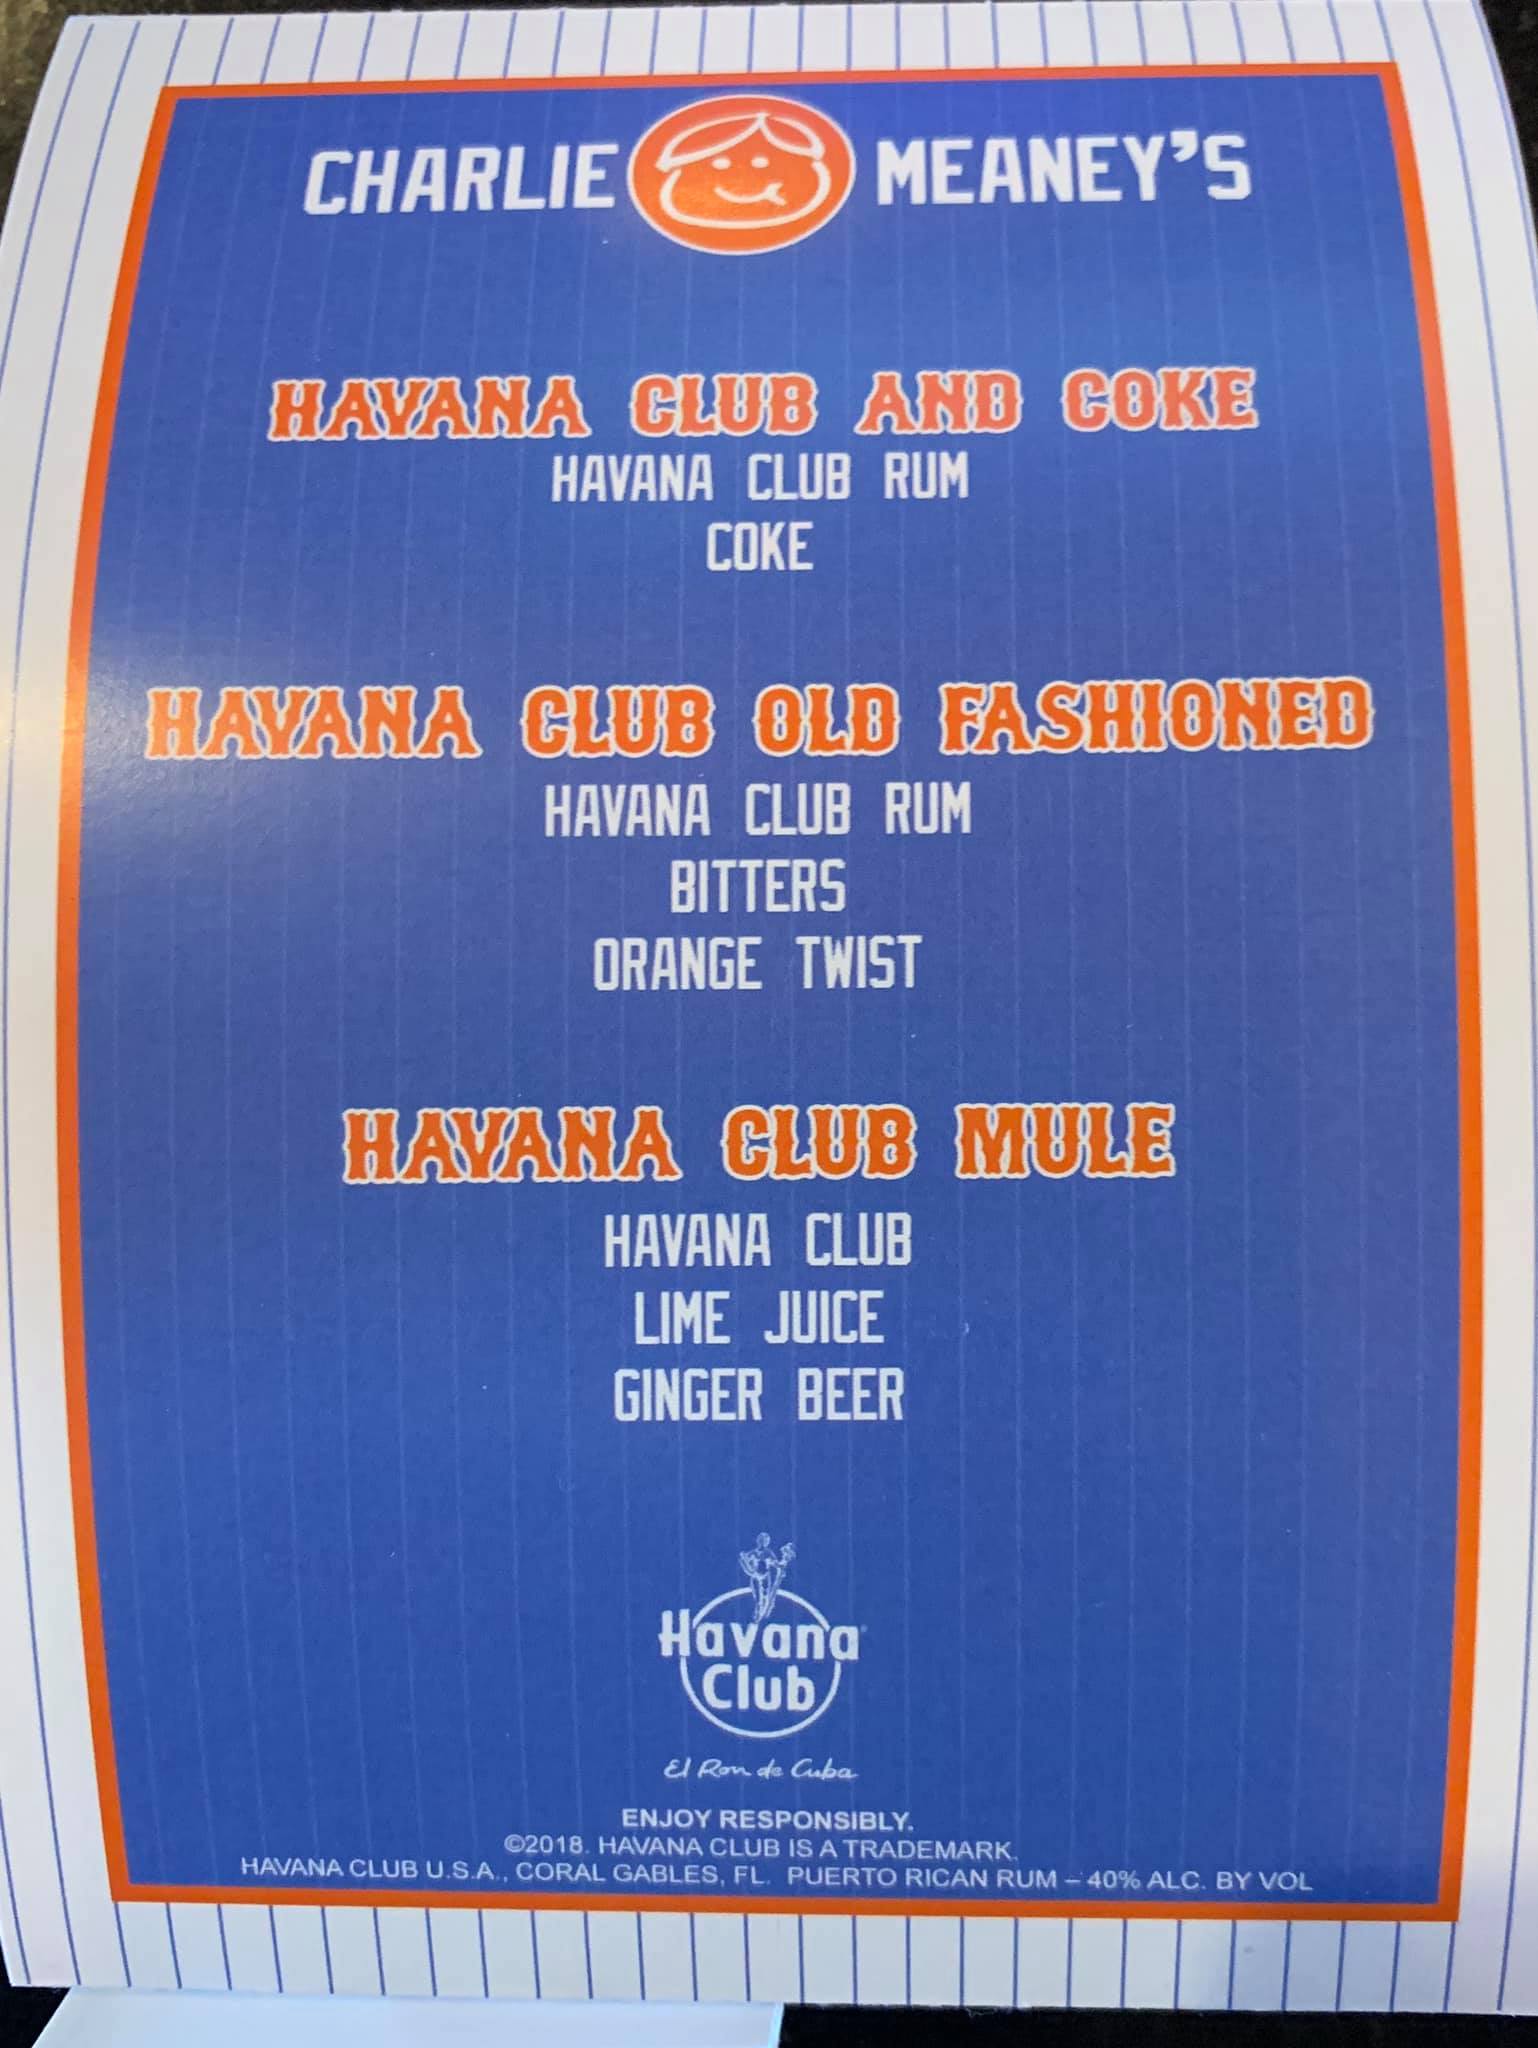 CHARLIE MEANEY'S
HAVANA CLUB AND COKE
HAVANA CLUB RUM
COKE
HAVANA CLUB OLD FASHIONED
HAVANA CLUB RUM
BITTERS
ORANGE TWIST
HAVANA CLUB MULE
HAVANA CLUB
LIME JUICE
GINGER BEER
Havana
Club
El Ron de Cuba
ENJOY RESPONSIBLY.
©2018. HAVANA CLUB IS A TRADEMARK.
HAVANA CLUB U.S.A., CORAL GABLES, FL. PUERTO RICAN RUM – 40% ALC. BY VOL